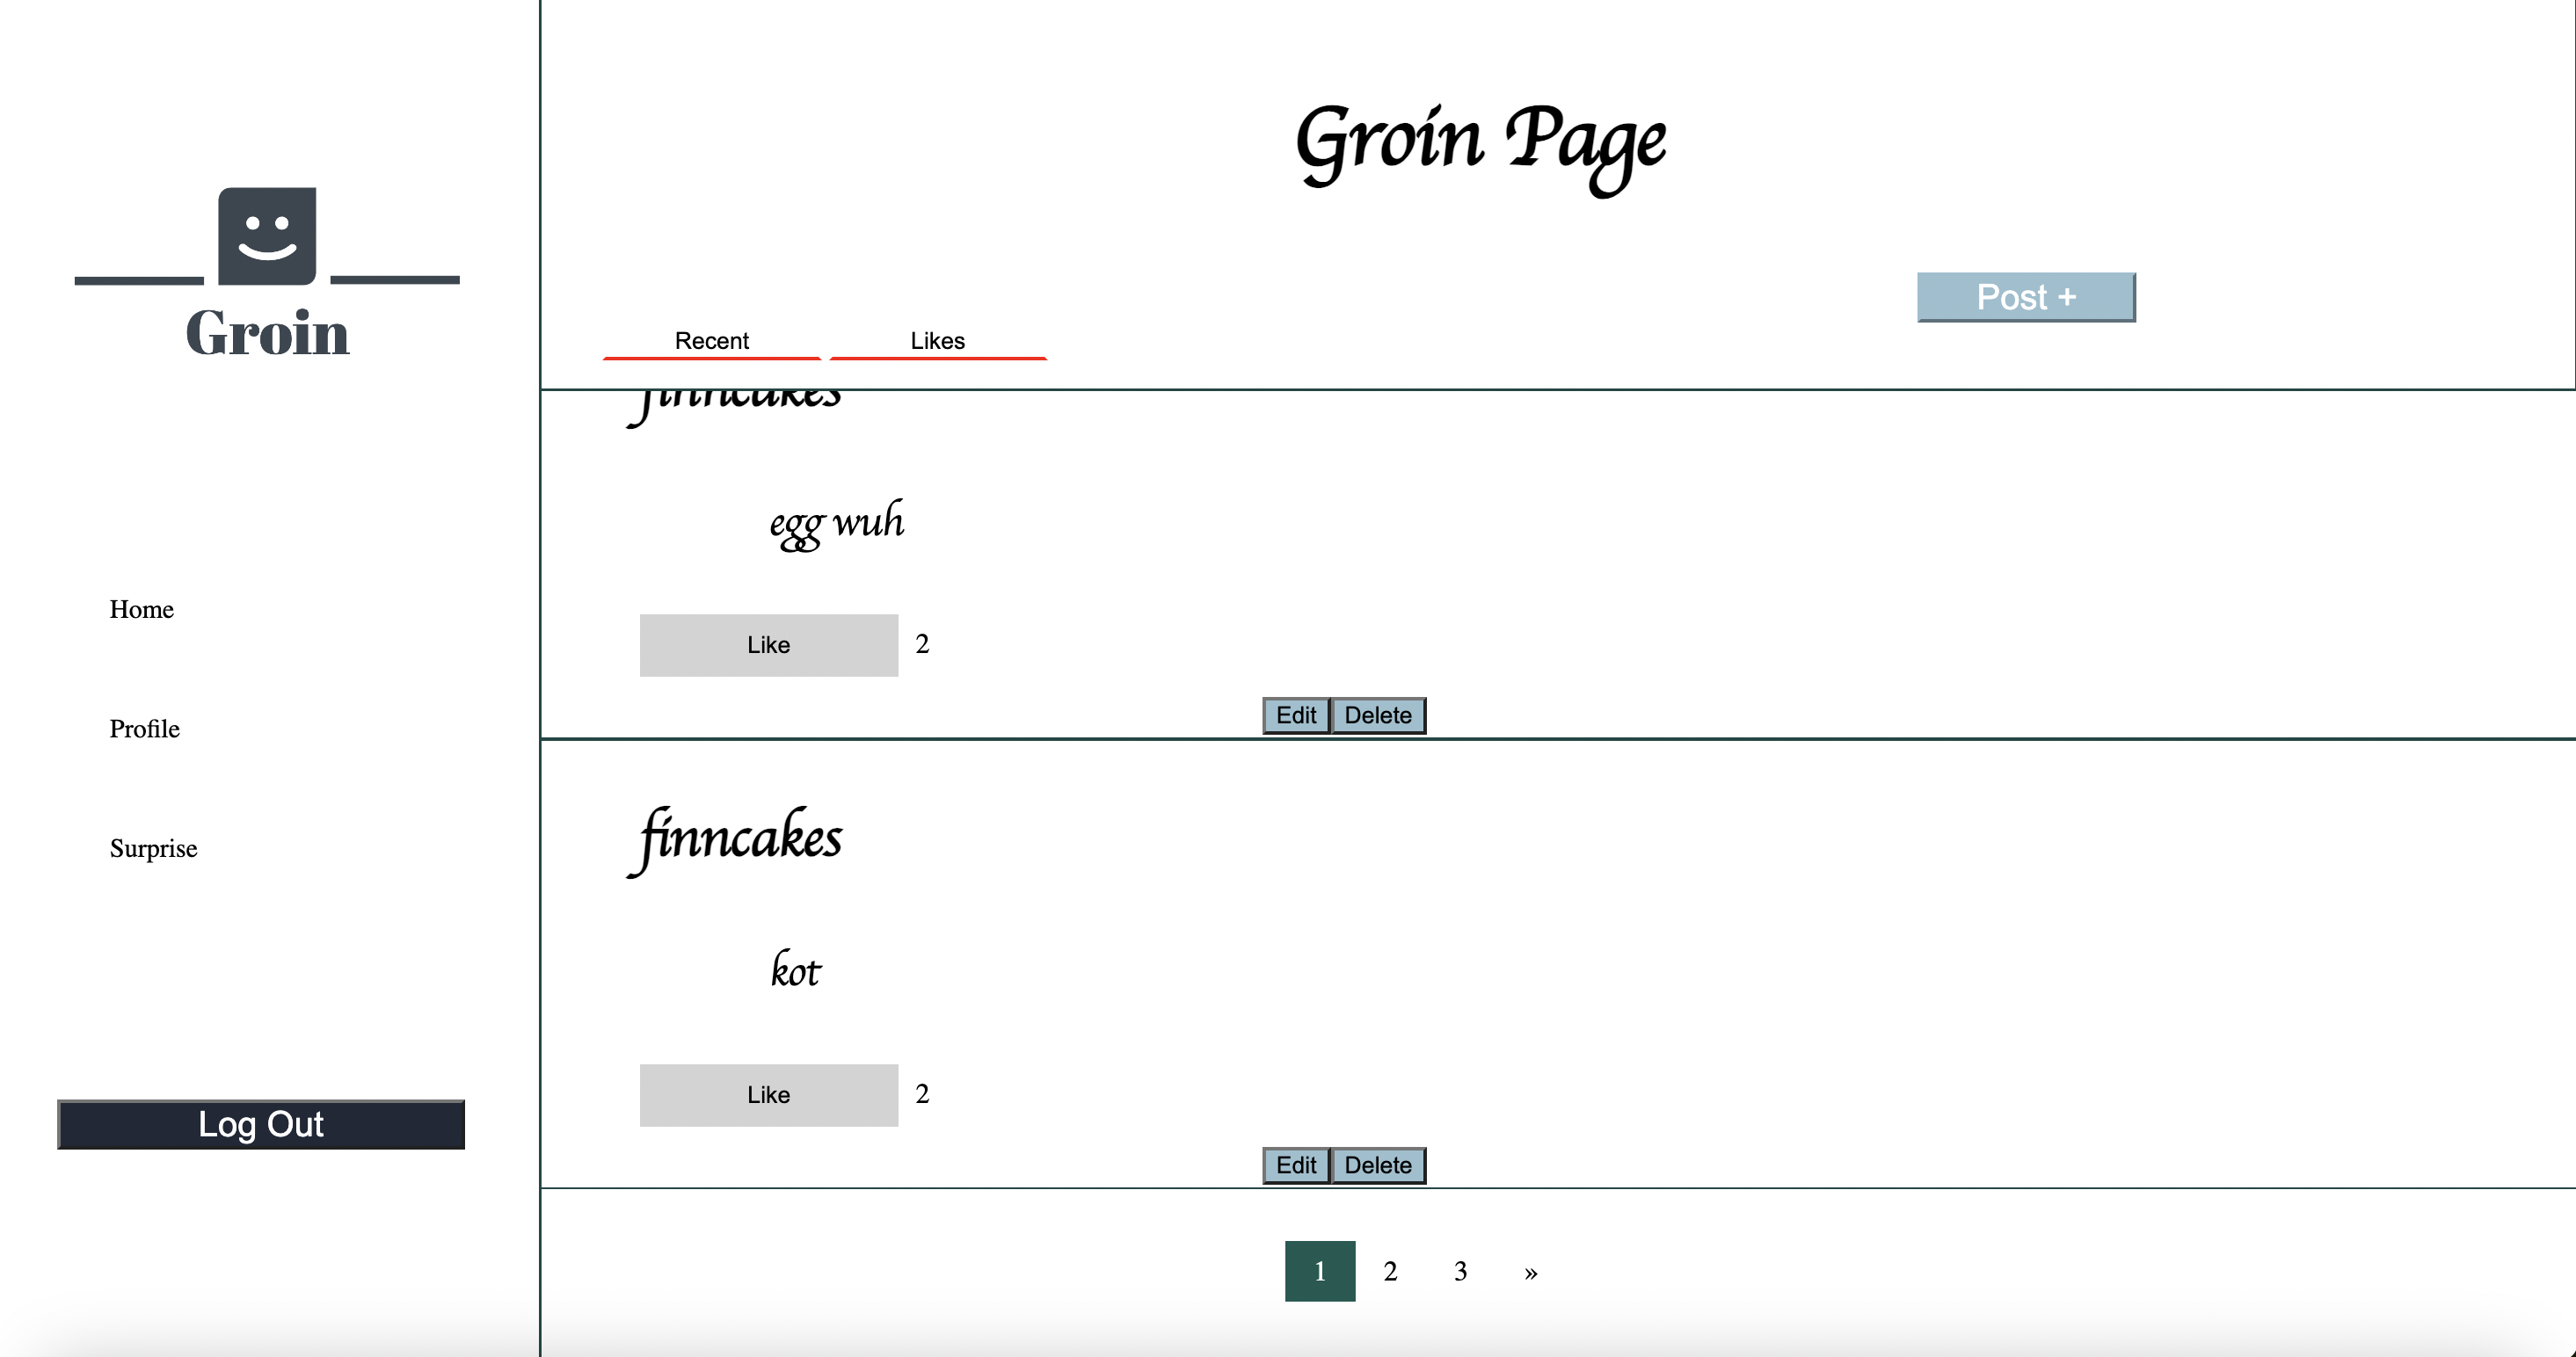 Groin
Home
Profile
Surprise
Log Out
Groin Page
Post +
Recent
Likes
finncakes
egg wuh
Like 2
Edit Delete
finncakes
kot
Like 2
Edit Delete
1 2 3 »